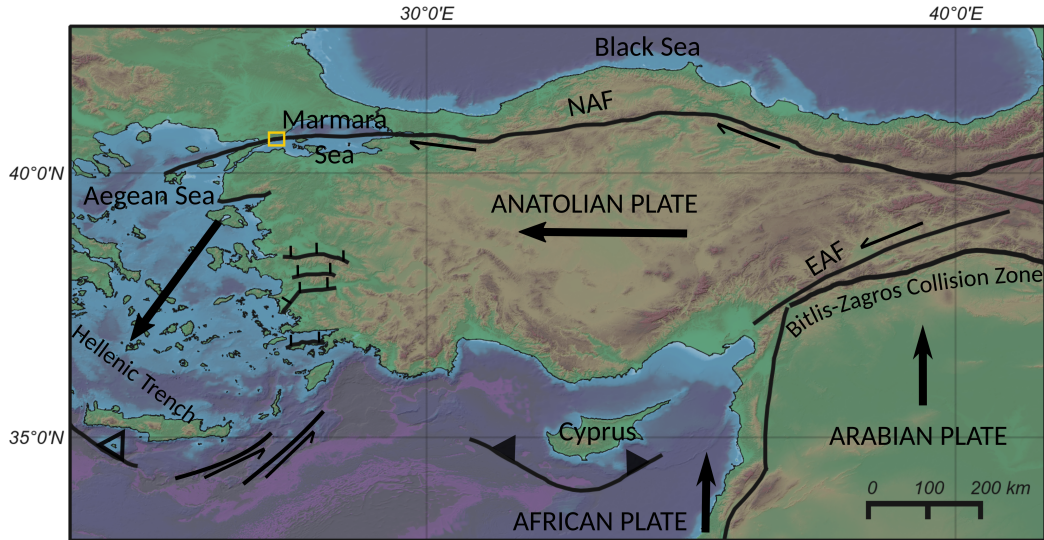 30°0'E
40°0'E
Black Sea
NAF
Marmara
Sea
40°0'N
Aegean Sea
ANATOLIAN PLATE
EAF
Bitlis-Zagros Collision Zone
Hellenic Trench
35°0'N
Cyprus
ARABIAN PLATE
0 100 200 km
AFRICAN PLATE